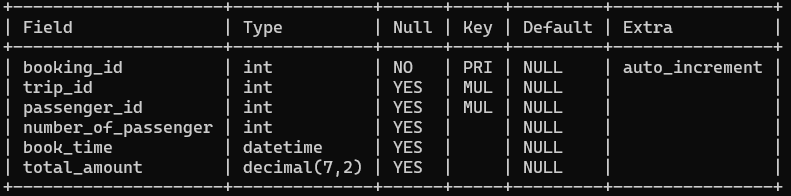 +---------------------+--------------+------+-----+---------+----------------+
| Field               | Type         | Null | Key | Default | Extra          |
+---------------------+--------------+------+-----+---------+----------------+
| booking_id          | int          | NO   | PRI | NULL    | auto_increment |
| trip_id             | int          | YES  | MUL | NULL    |                |
| passenger_id        | int          | YES  | MUL | NULL    |                |
| number_of_passenger | int          | YES  |     | NULL    |                |
| book_time           | datetime     | YES  |     | NULL    |                |
| total_amount        | decimal(7,2) | YES  |     | NULL    |                |
+---------------------+--------------+------+-----+---------+----------------+